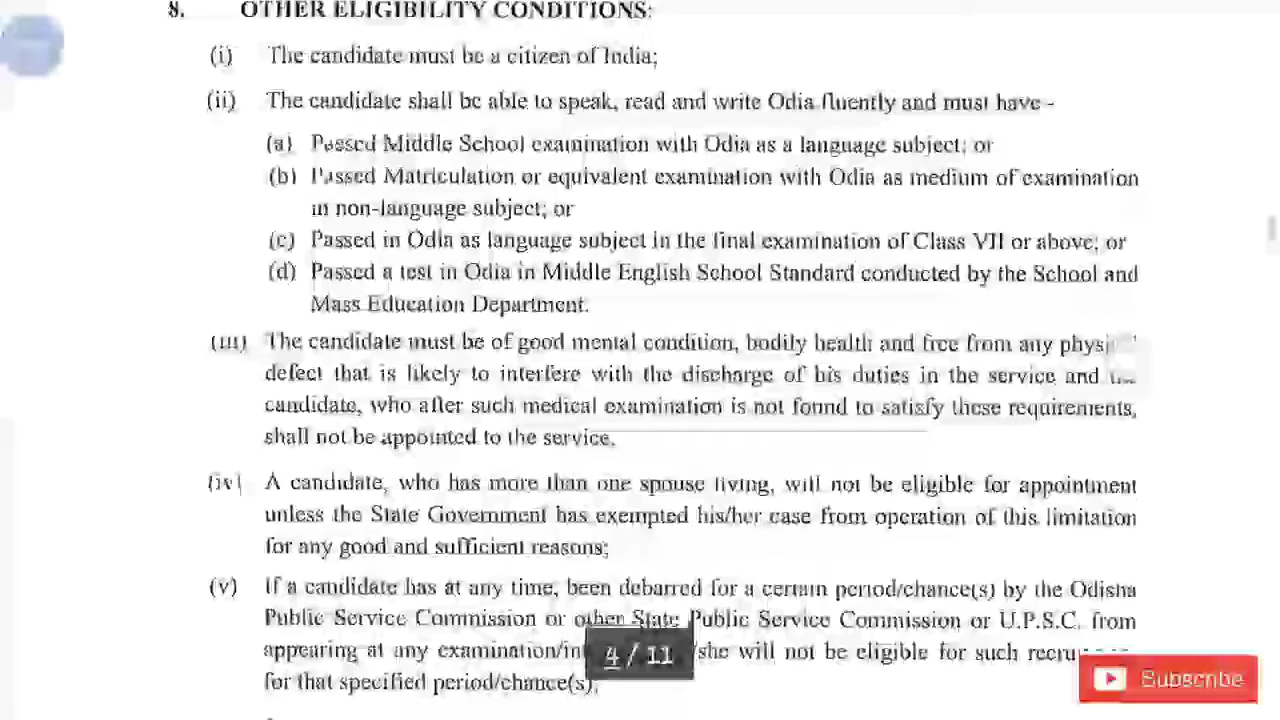 8. OTHER ELIGIBILITY CONDITIONS:
(i) The candidate must be a citizen of India;
(ii) The candidate shall be able to speak, read and write Odia fluently and must have -
(a) Passed Middle School examination with Odia as a language subject; or
(b) Passed Matriculation or equivalent examination with Odia as medium of examination
in non-language subject; or
(c) Passed in Odia as language subject in the final examination of Class VII or above; or
(d) Passed a test in Odia in Middle English School Standard conducted by the School and
Mass Education Department.
(iii) The candidate must be of good mental condition, bodily health and free from any
defect that is likely to interfere with the discharge of his duties in the service and
candidate, who after such medical examination is not found to satisfy these requirements,
shall not be appointed to the service.
(iv) A candidate, who has more than one spouse living, will not be eligible for appointment
unless the State Government has exempted his/her case from operation of this limitation
for any good and sufficient reasons;
(v) If a candidate has at any time, been debarred for a certain period/chance(s) by the Odisha
Public Service Commission or other State Public Service Commission or U.P.S.C. from
appearing at any /she will not be eligible for such
for that specified period/chance(s);
4 / 11
Subscribe